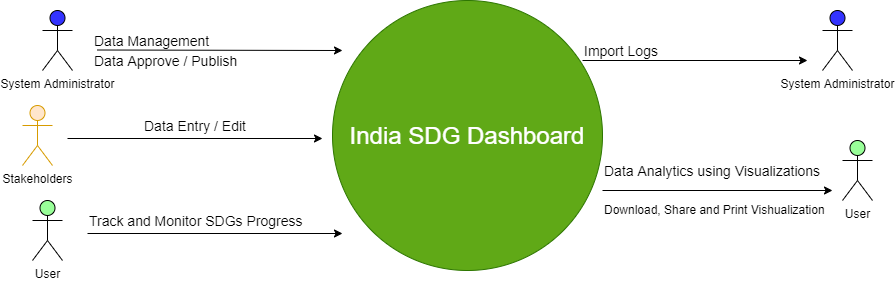 Data Management
Data Approve / Publish
System Administrator
Data Entry / Edit
Stakeholders
Track and Monitor SDGs Progress
User
India SDG Dashboard
Import Logs
System Administrator
Data Analytics using Visualizations
Download, Share and Print Vishualization
User